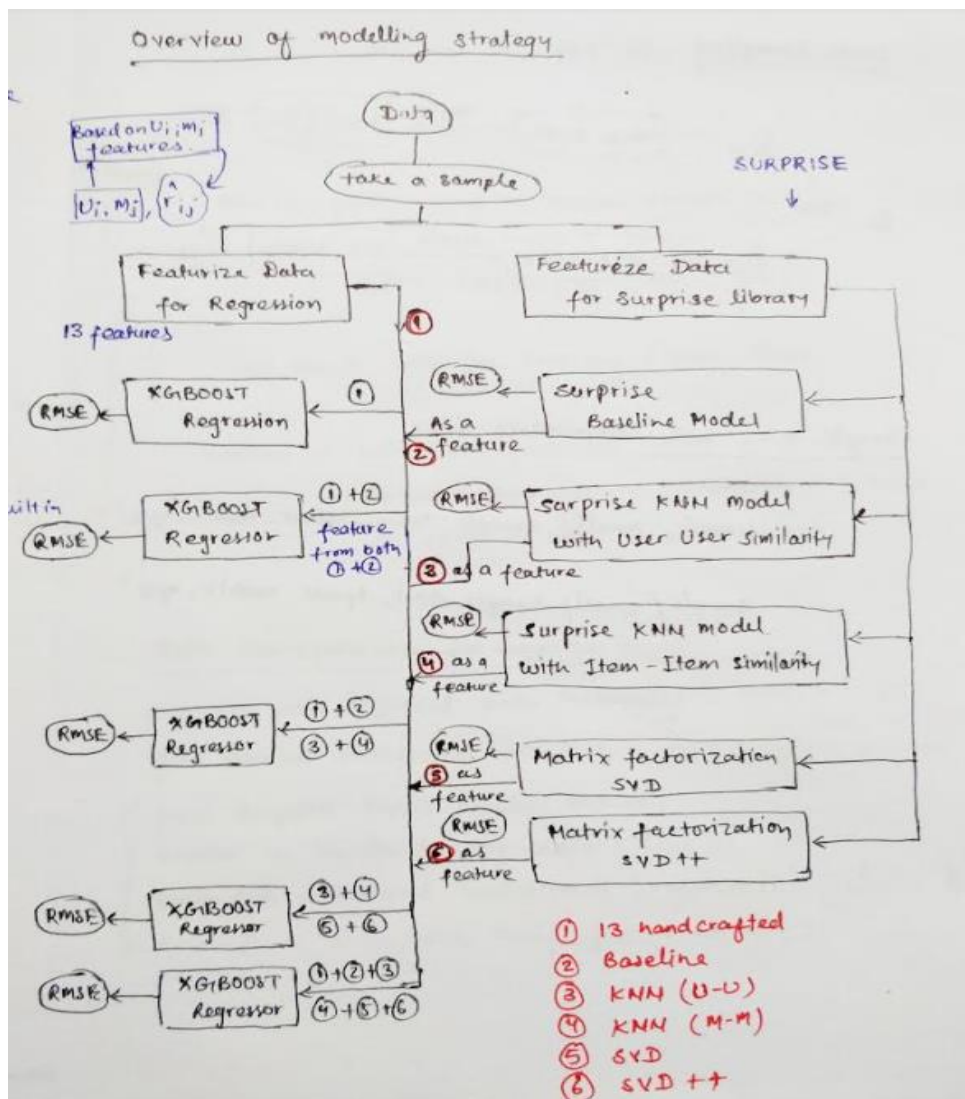 Overview of modelling strategy
Data
Based on Ui, mj
features.
take a sample
SURPRISE
Ui, Mj, r̂ij
Featurize Data
for Regression
Featurèze Data
for surprise library
13 features
①
XGBOOST
Regression
RMSE
①
RMSE
Surprise
Baseline Model
As a
② feature
XGBOOST
Regressor
RMSE
① + ②
feature
from both
① + ②
RMSE
Surprise KNN model
with User User Similarity
③ as a feature
RMSE
Surprise KNN model
with Item - Item similarity
④ as a
feature
XGBOOST
Regressor
RMSE
① + ②
③ + ④
RMSE
Matrix factorization
SVD
⑤ as
feature
RMSE
Matrix factorization
SVD ++
⑥ as
feature
XGBOOST
Regressor
RMSE
③ + ④
⑤ + ⑥
XGBOOST
Regressor
RMSE
① + ② + ③
④ + ⑤ + ⑥
① 13 handcrafted
② Baseline
③ KNN (U-U)
④ KNN (M-M)
⑤ SVD
⑥ SVD ++